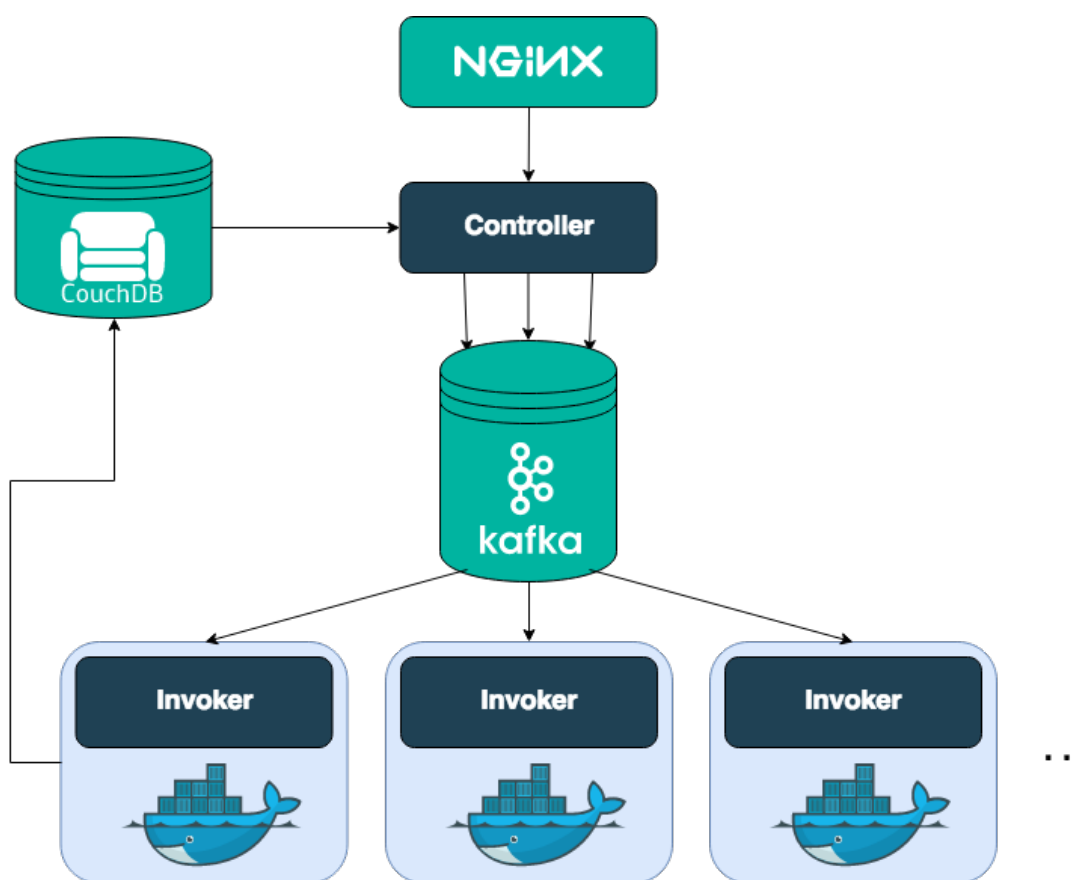 NGiNX
Controller
CouchDB
kafka
Invoker
Invoker
Invoker
..